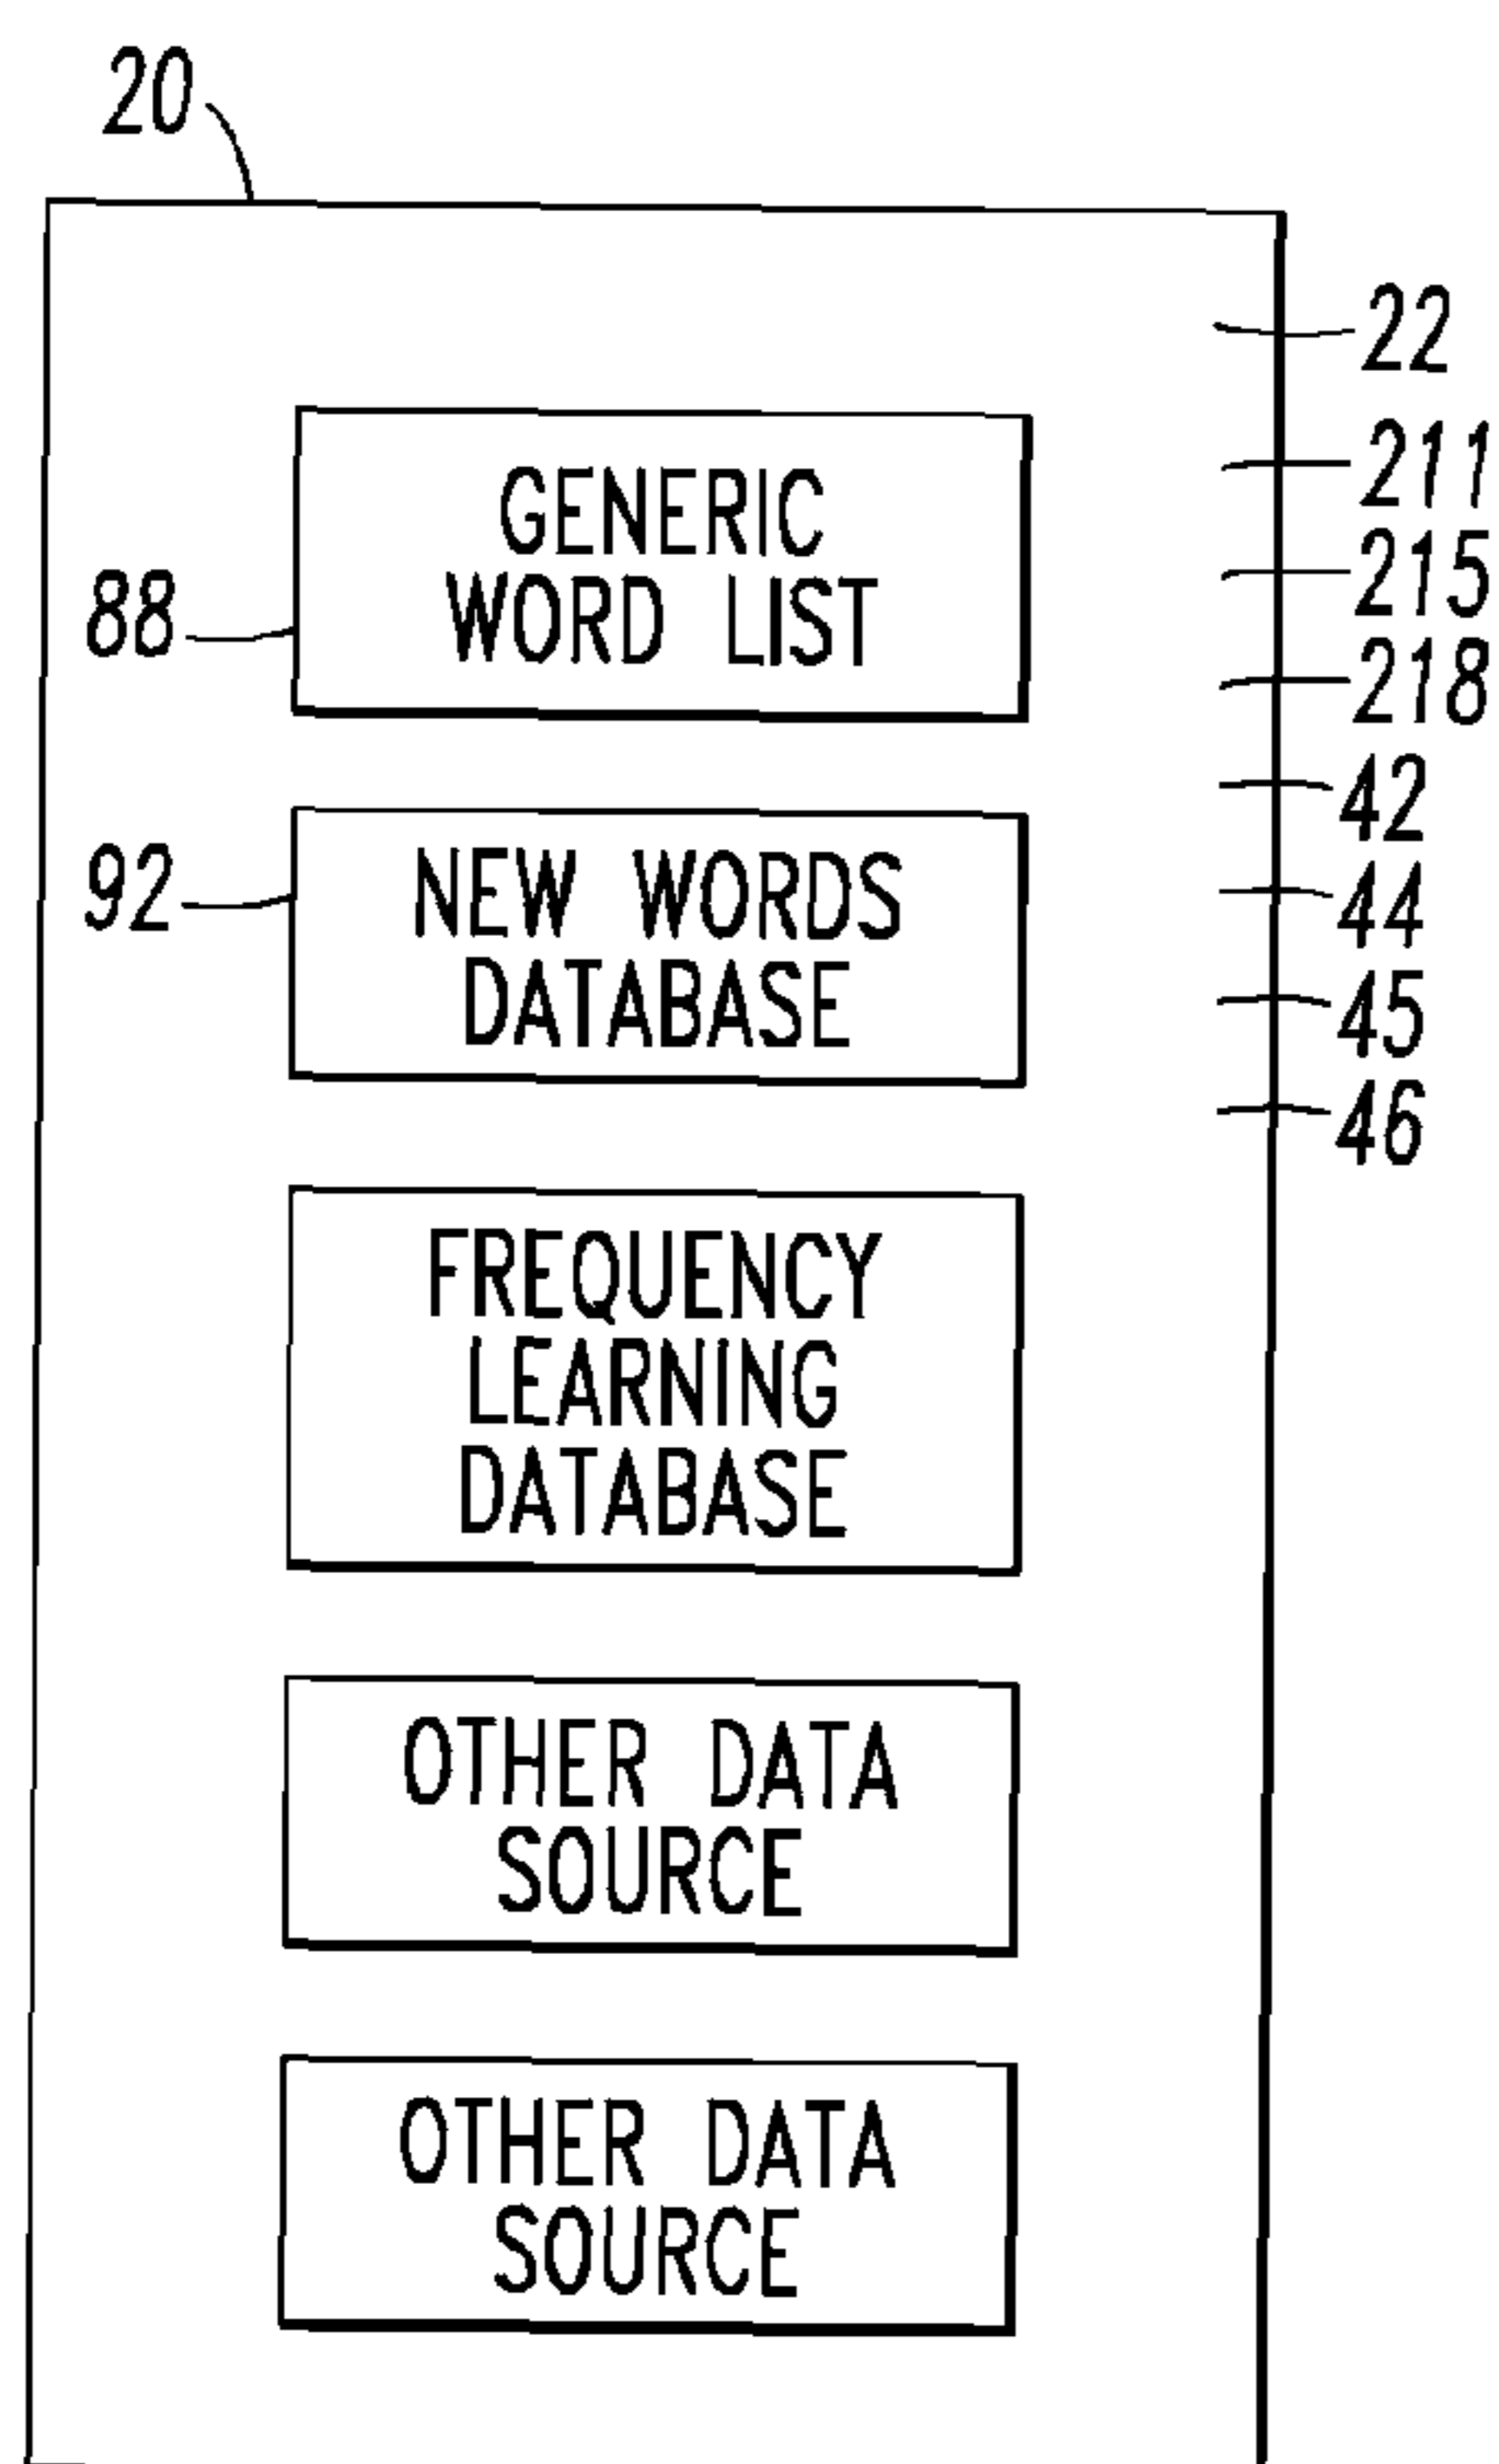 20
22
GENERIC
WORD LIST
88
211
215
218
42
NEW WORDS
DATABASE
92
44
45
46
FREQUENCY
LEARNING
DATABASE
OTHER DATA
SOURCE
OTHER DATA
SOURCE